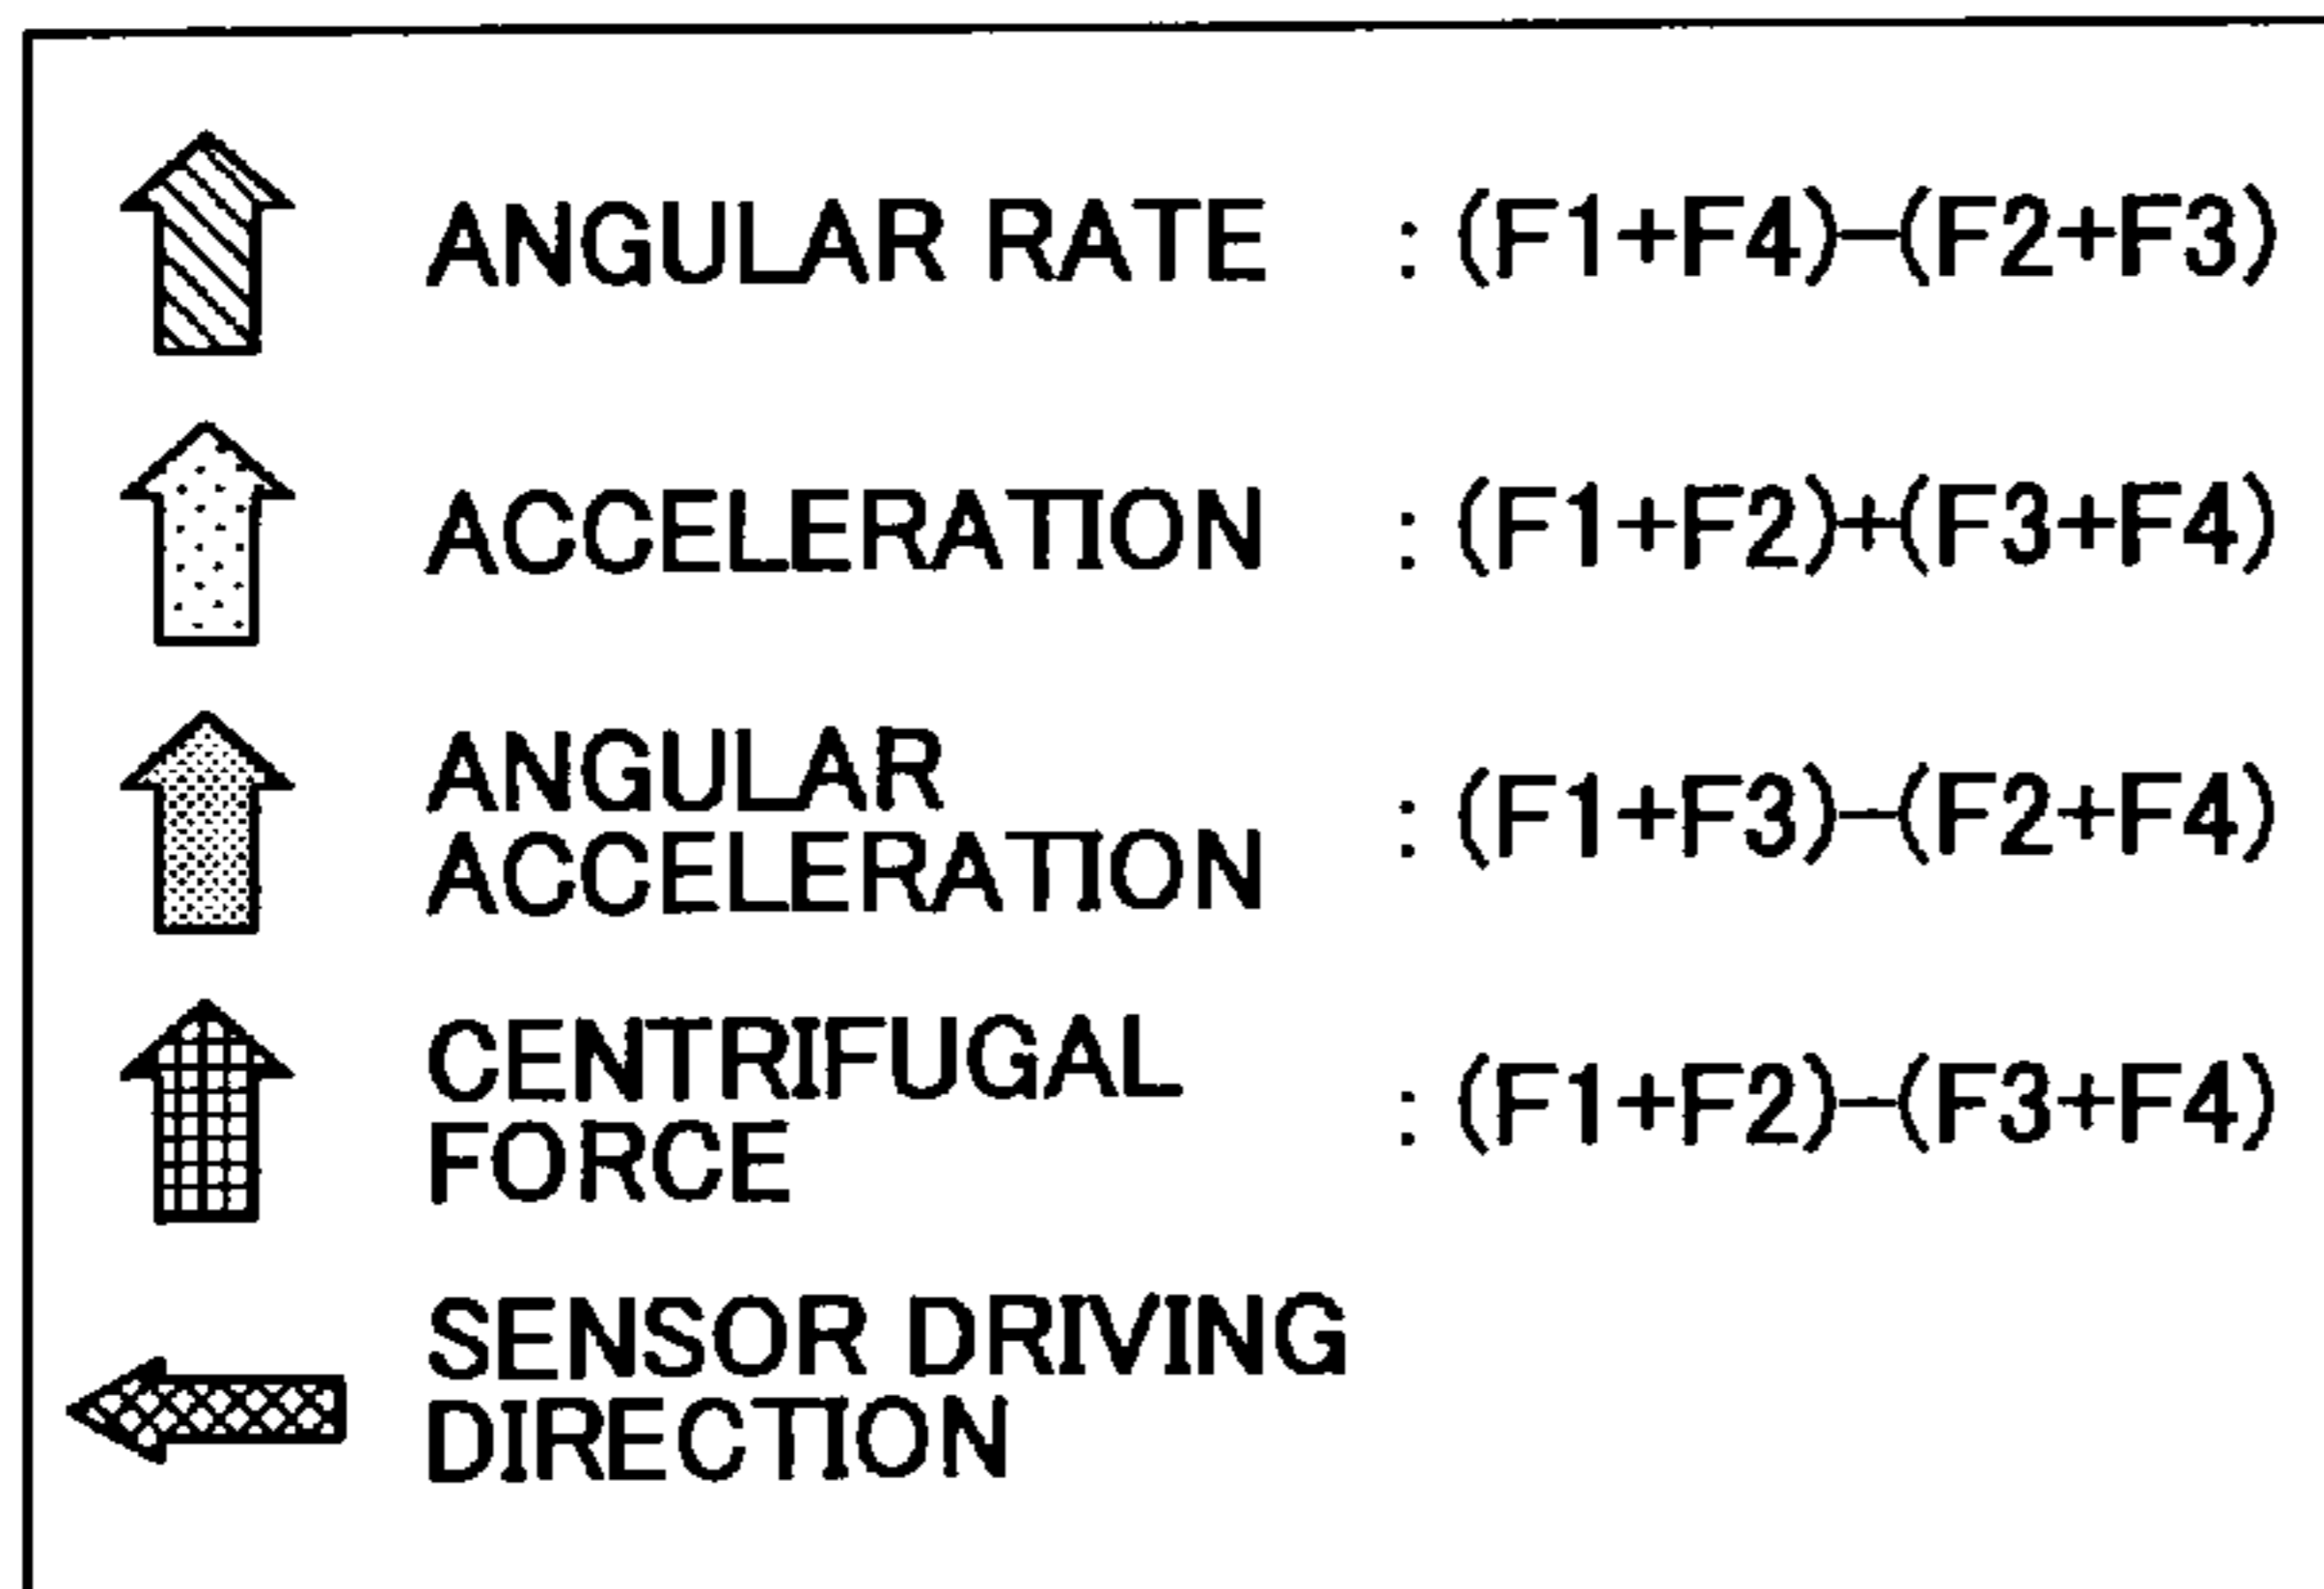 ANGULAR RATE : (F1+F4)−(F2+F3)
ACCELERATION : (F1+F2)+(F3+F4)
ANGULAR
ACCELERATION : (F1+F3)−(F2+F4)
CENTRIFUGAL
FORCE : (F1+F2)−(F3+F4)
SENSOR DRIVING
DIRECTION